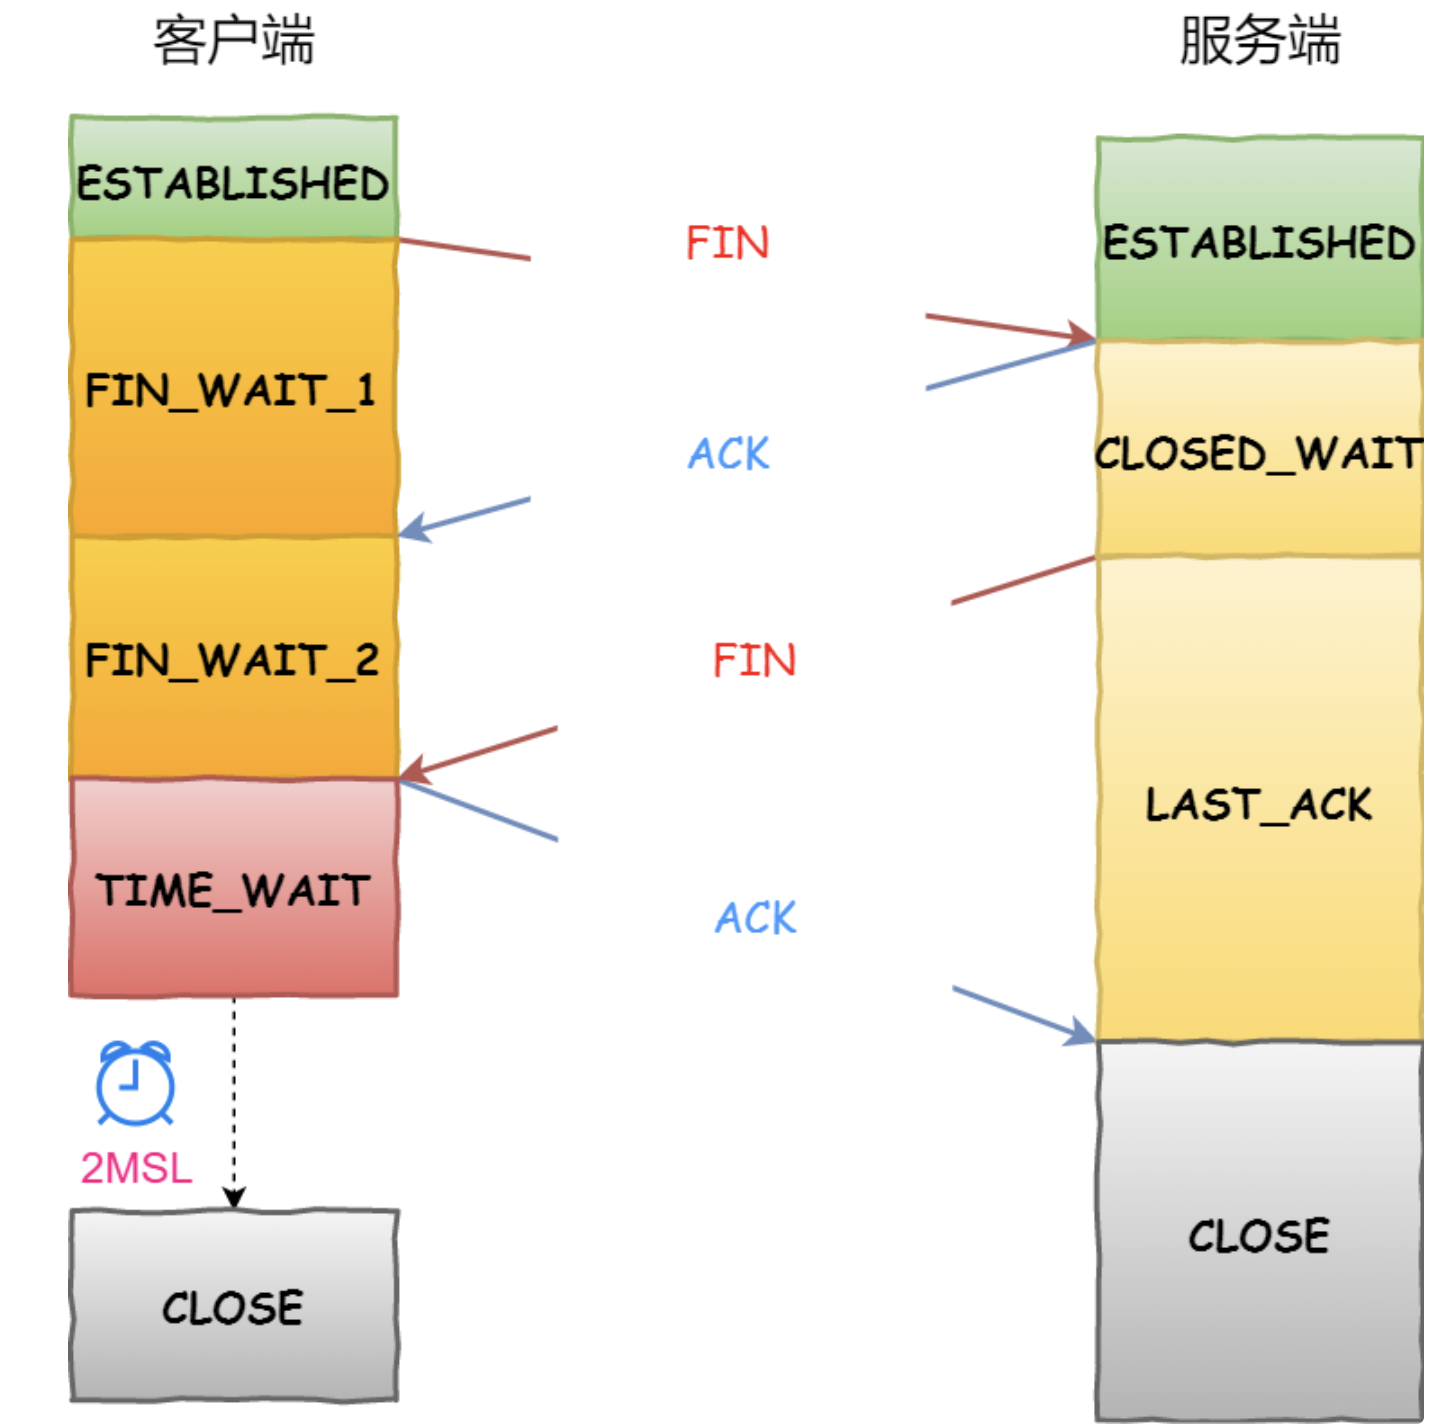 客户端
服务端
ESTABLISHED
FIN
ESTABLISHED
FIN_WAIT_1
ACK
CLOSED_WAIT
FIN_WAIT_2
FIN
LAST_ACK
TIME_WAIT
ACK
2MSL
CLOSE
CLOSE